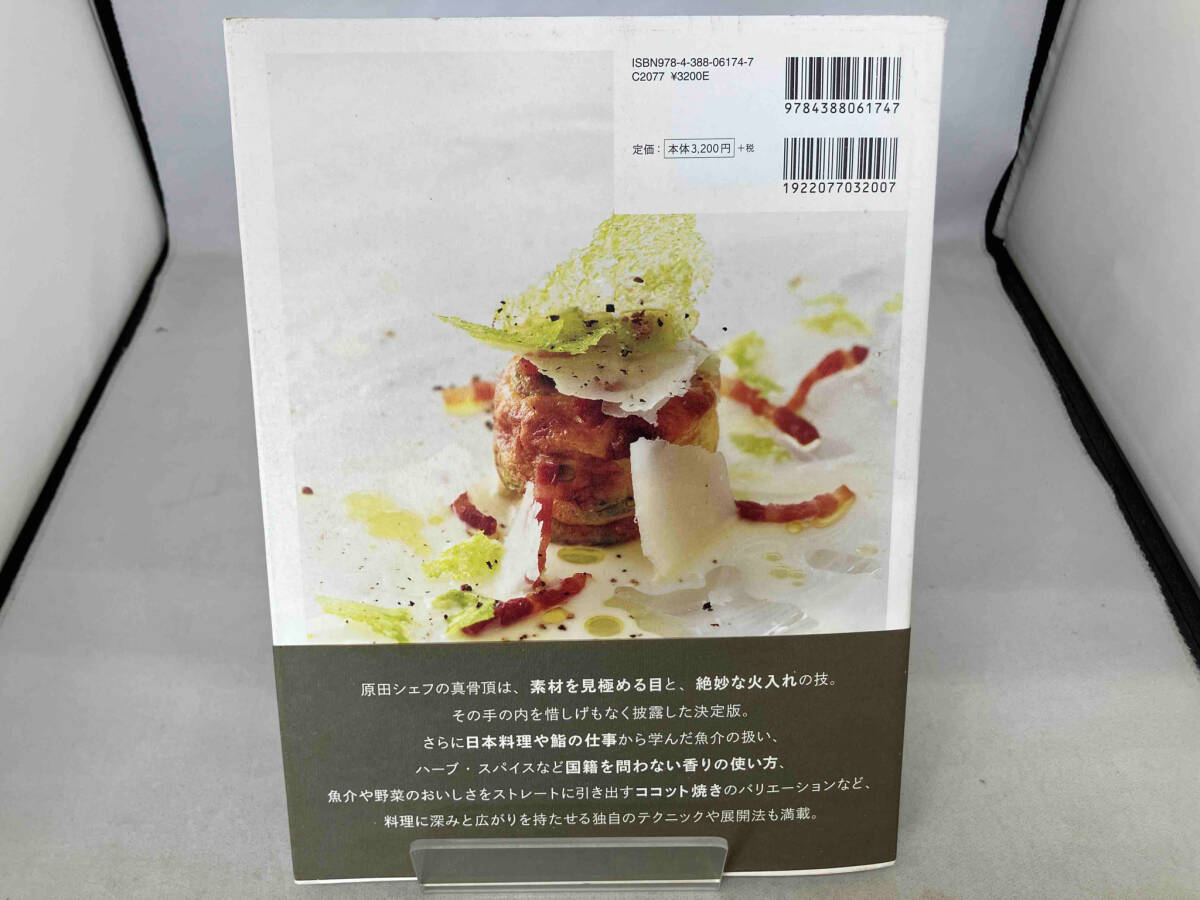 ISBN978-4-388-06174-7
C2077 ¥3200E
9784388061747
定価：本体3,200円+税
1922077032007
原田シェフの真骨頂は、素材を見極める目と、絶妙な火入れの技。
その手の内を惜しげもなく披露した決定版。
さらに日本料理や鮨の仕事から学んだ魚介の扱い、
ハーブ・スパイスなど国籍を問わない香りの使い方、
魚介や野菜のおいしさをストレートに引き出すココット焼きのバリエーションなど、
料理に深みと広がりを持たせる独自のテクニックや展開法も満載。